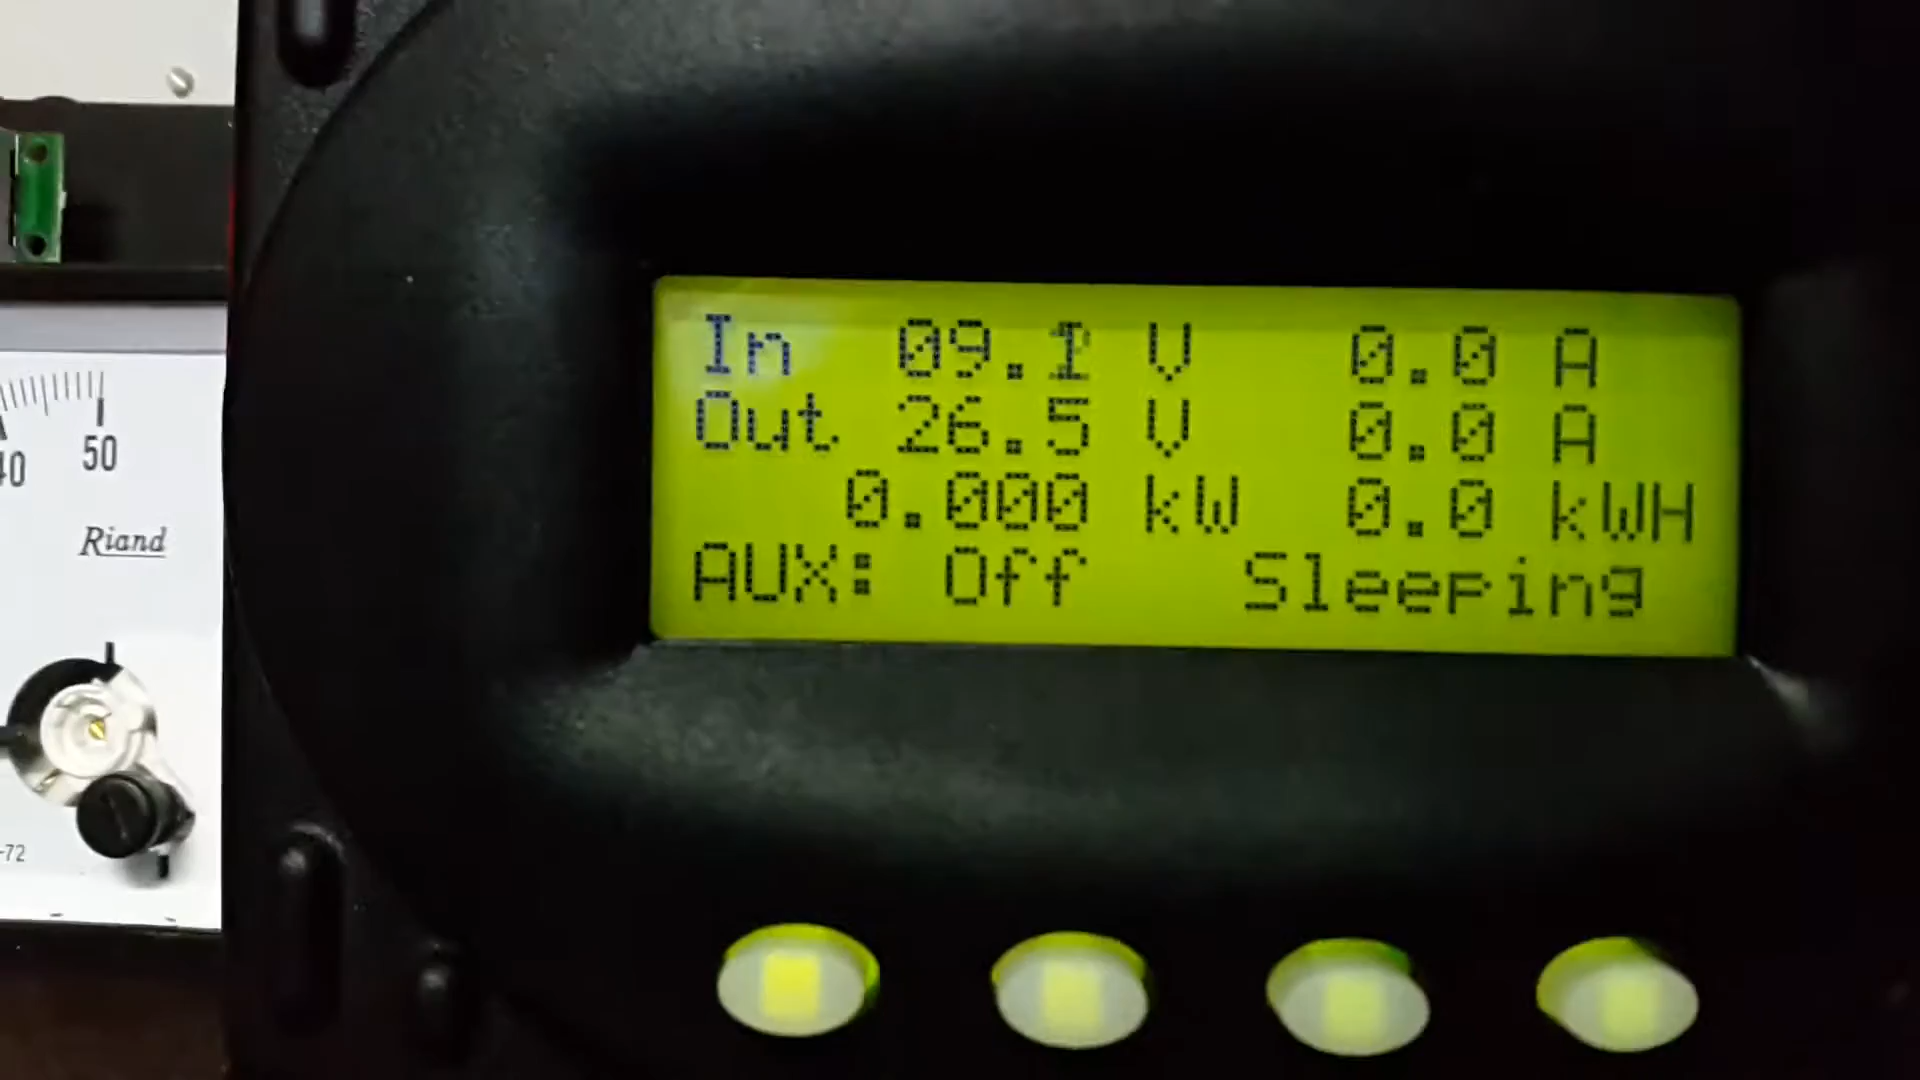 In 09.1 V 0.0 A
Out 26.5 V 0.0 A
0.000 kW 0.0 kWH
AUX: Off Sleeping
40 50
Riand
-72